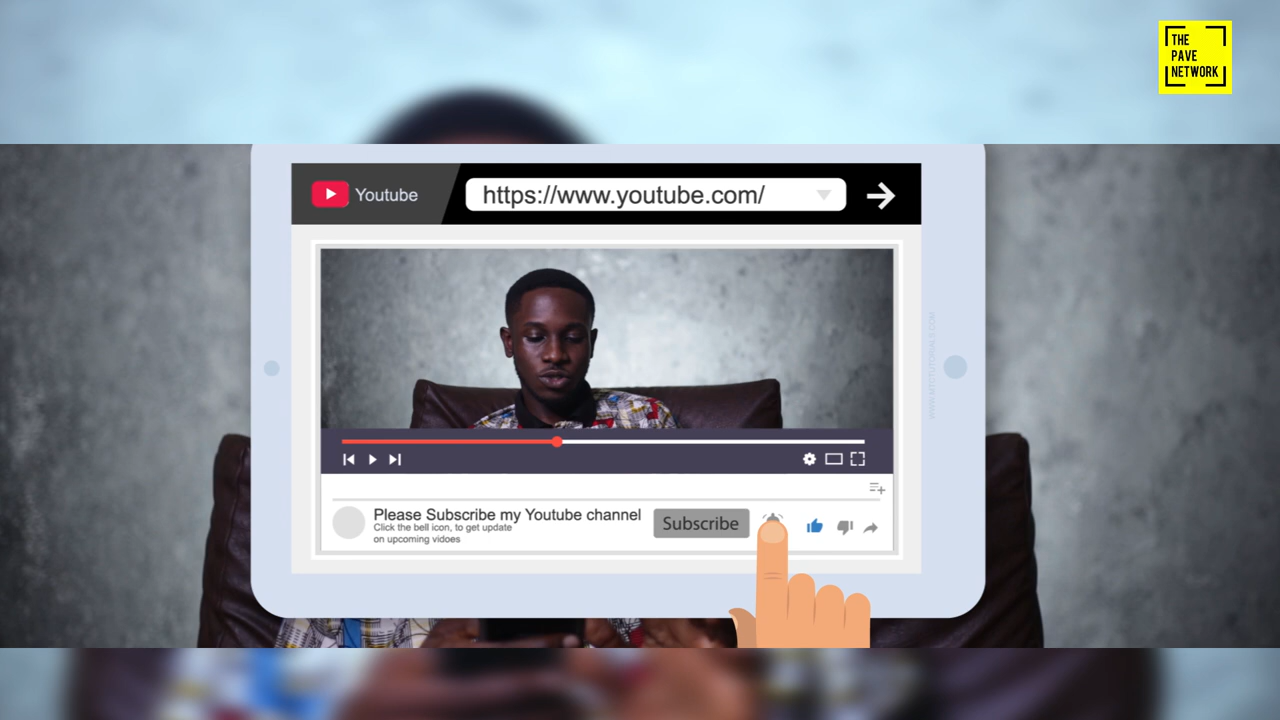 THE
PAVE
NETWORK
Youtube
https://www.youtube.com/
Please Subscribe my Youtube channel
Click the bell icon, to get update
on upcoming vidoes
Subscribe